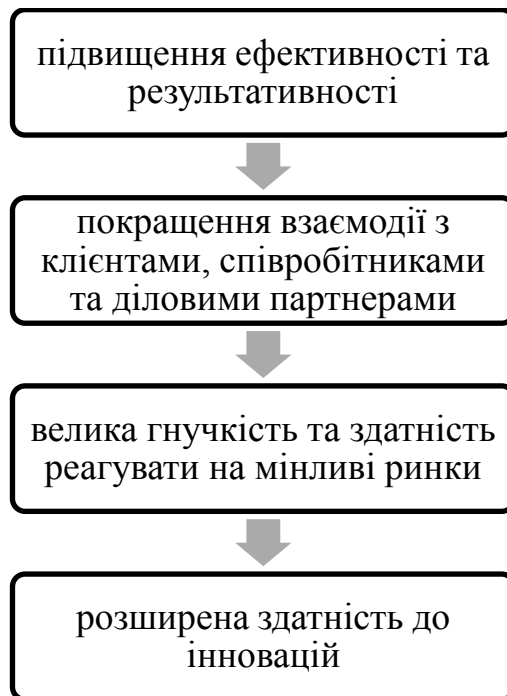 підвищення ефективності та
результативності
покращення взаємодії з
клієнтами, співробітниками
та діловими партнерами
велика гнучкість та здатність
реагувати на мінливі ринки
розширена здатність до
інновацій